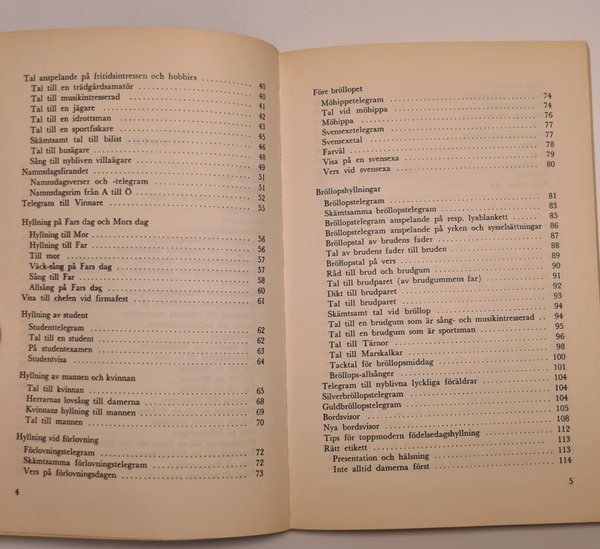 Tal anspelande på fritidsintressen och hobbies . . . . . . . . . . . . . . 40
Tal till en trädgårdsamatör . . . . . . . . . . . . . . 40
Tal till musikintresserad . . . . . . . . . . . . . . 41
Tal till en jägare . . . . . . . . . . . . . . 42
Tal till en idrottsman . . . . . . . . . . . . . . 43
Tal till en sportfiskare . . . . . . . . . . . . . . 45
Skämtsamt tal till bilist . . . . . . . . . . . . . . 46
Tal till husägare . . . . . . . . . . . . . . 48
Sång till nybliven villaägare . . . . . . . . . . . . . . 49
Namnsdagsfirandet . . . . . . . . . . . . . . 51
Namnsdagsverser och -telegram . . . . . . . . . . . . . . 51
Namnsdagsrim från A till Ö . . . . . . . . . . . . . . 52
Telegram till Vinnare . . . . . . . . . . . . . . 55
Hyllning på Fars dag och Mors dag
Hyllning till Mor . . . . . . . . . . . . . . 56
Hyllning till Far . . . . . . . . . . . . . . 56
Till mor . . . . . . . . . . . . . . 57
Väck-sång på Fars dag . . . . . . . . . . . . . . 57
Sång till Far . . . . . . . . . . . . . . 58
Allsång på Fars dag . . . . . . . . . . . . . . 60
Visa till chefen vid firmafest . . . . . . . . . . . . . . 61
Hyllning av student
Studenttelegram . . . . . . . . . . . . . . 62
Tal till en student . . . . . . . . . . . . . . 62
På studentexamen . . . . . . . . . . . . . . 63
Studentvisa . . . . . . . . . . . . . . 64
Hyllning av mannen och kvinnan
Tal till kvinnan . . . . . . . . . . . . . . 65
Herrarnas lovsång till damerna . . . . . . . . . . . . . . 68
Kvinnans hyllning till mannen . . . . . . . . . . . . . . 69
Tal till mannen . . . . . . . . . . . . . . 70
Hyllning vid förlovning
Förlovningstelegram . . . . . . . . . . . . . . 72
Skämtsamma förlovningstelegram . . . . . . . . . . . . . . 72
Vers på förlovningsdagen . . . . . . . . . . . . . . 73
4
Före bröllopet
Möhippetelegram . . . . . . . . . . . . . . 74
Tal vid möhippa . . . . . . . . . . . . . . 74
Möhippa . . . . . . . . . . . . . . 76
Svensexetelegram . . . . . . . . . . . . . . 77
Svensexetal . . . . . . . . . . . . . . 77
Farväl . . . . . . . . . . . . . . 78
Visa på en svensexa . . . . . . . . . . . . . . 79
Vers vid svensexa . . . . . . . . . . . . . . 80
Bröllopshyllningar
Bröllopstelegram . . . . . . . . . . . . . . 81
Skämtsamma bröllopstelegram . . . . . . . . . . . . . . 83
Bröllopstelegram anspelande på resp. lyxblankett . . . . . 85
Bröllopstelegram anspelande på yrken och sysselsättningar 86
Bröllopstal av brudens fader . . . . . . . . . . . . . . 87
Tal av brudens fader till bruden . . . . . . . . . . . . . . 88
Bröllopstal på vers . . . . . . . . . . . . . . 89
Råd till brud och brudgum . . . . . . . . . . . . . . 90
Tal till brudparet (av brudgummens far) . . . . . . . . . . . . . . 91
Dikt till brudparet . . . . . . . . . . . . . . 92
Tal till brudparet . . . . . . . . . . . . . . 93
Skämtsamt tal vid bröllop . . . . . . . . . . . . . . 94
Tal till en brudgum som är sång- och musikintresserad . . 94
Tal till en brudgum som är sportsman . . . . . . . . . . . . . . 95
Tal till Tärnor . . . . . . . . . . . . . . 96
Tal till Marskalkar . . . . . . . . . . . . . . 98
Tacktal för bröllopsmiddag . . . . . . . . . . . . . . 100
Bröllops-allsånger . . . . . . . . . . . . . . 101
Telegram till nyblivna lyckliga föräldrar . . . . . . . . . . . . . . 104
Silverbröllopstelegram . . . . . . . . . . . . . . 104
Guldbröllopstelegram . . . . . . . . . . . . . . 104
Bordsvisor . . . . . . . . . . . . . . 105
Nya bordsvisor . . . . . . . . . . . . . . 108
Tips för toppmodern födelsedagshyllning . . . . . . . . . . . . . . 112
Rätt etikett . . . . . . . . . . . . . . 113
Presentation och hälsning . . . . . . . . . . . . . . 113
Inte alltid damerna först . . . . . . . . . . . . . . 114
5